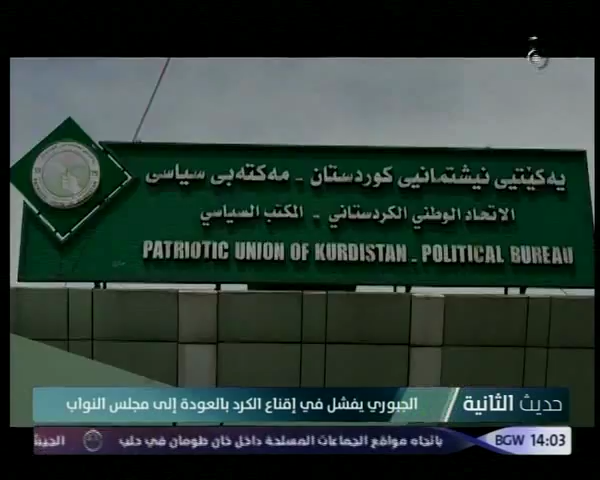 یەکێتیی نیشتمانیی کوردستان - مەکتەبی سیاسی
الاتحاد الوطني الكردستاني - المكتب السياسي
PATRIOTIC UNION OF KURDISTAN - POLITICAL BUREAU
حديث الثانية
الجبوري يفشل في إقناع الكرد بالعودة إلى مجلس النواب
BGW 14:03
باتجاه مواقع الجماعات المسلحة داخل خان طومان في حلب
الجيش